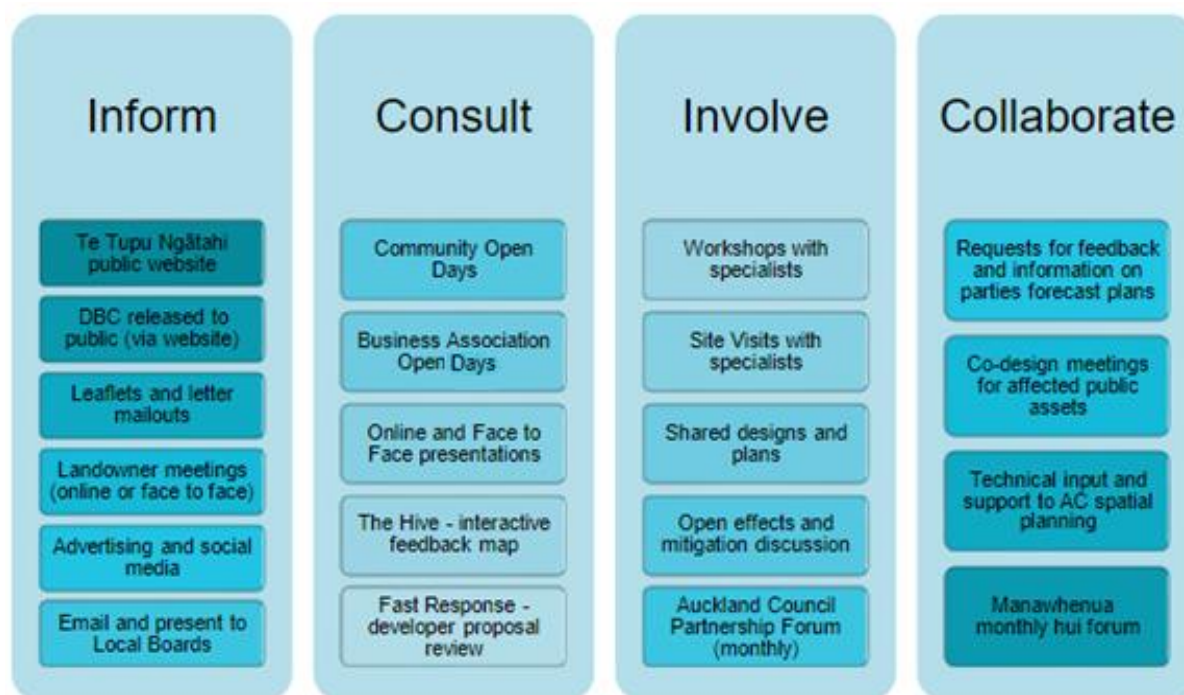 Inform
Te Tupu Ngātahi
public website
DBC released to
public (via website)
Leaflets and letter
mailouts
Landowner meetings
(online or face to face)
Advertising and social
media
Email and present to
Local Boards
Consult
Community Open
Days
Business Association
Open Days
Online and Face to
Face presentations
The Hive - interactive
feedback map
Fast Response -
developer proposal
review
Involve
Workshops with
specialists
Site Visits with
specialists
Shared designs and
plans
Open effects and
mitigation discussion
Auckland Council
Partnership Forum
(monthly)
Collaborate
Requests for feedback
and information on
parties forecast plans
Co-design meetings
for affected public
assets
Technical input and
support to AC spatial
planning
Manawhenua
monthly hui forum